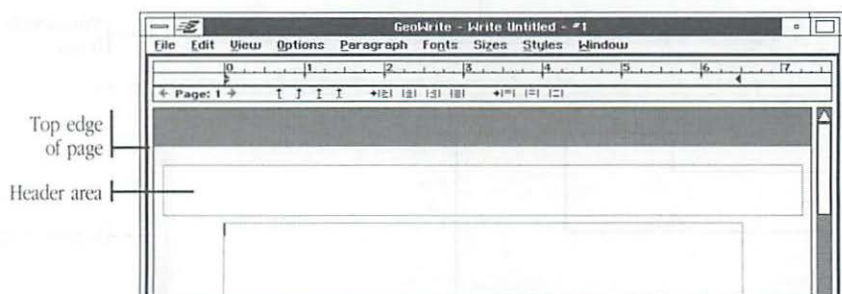 GeoWrite - Write Untitled - #1
File Edit View Options Paragraph Fonts Sizes Styles Window
0 1 2 3 4 5 6 7
Page: 1
Top edge
of page
Header area